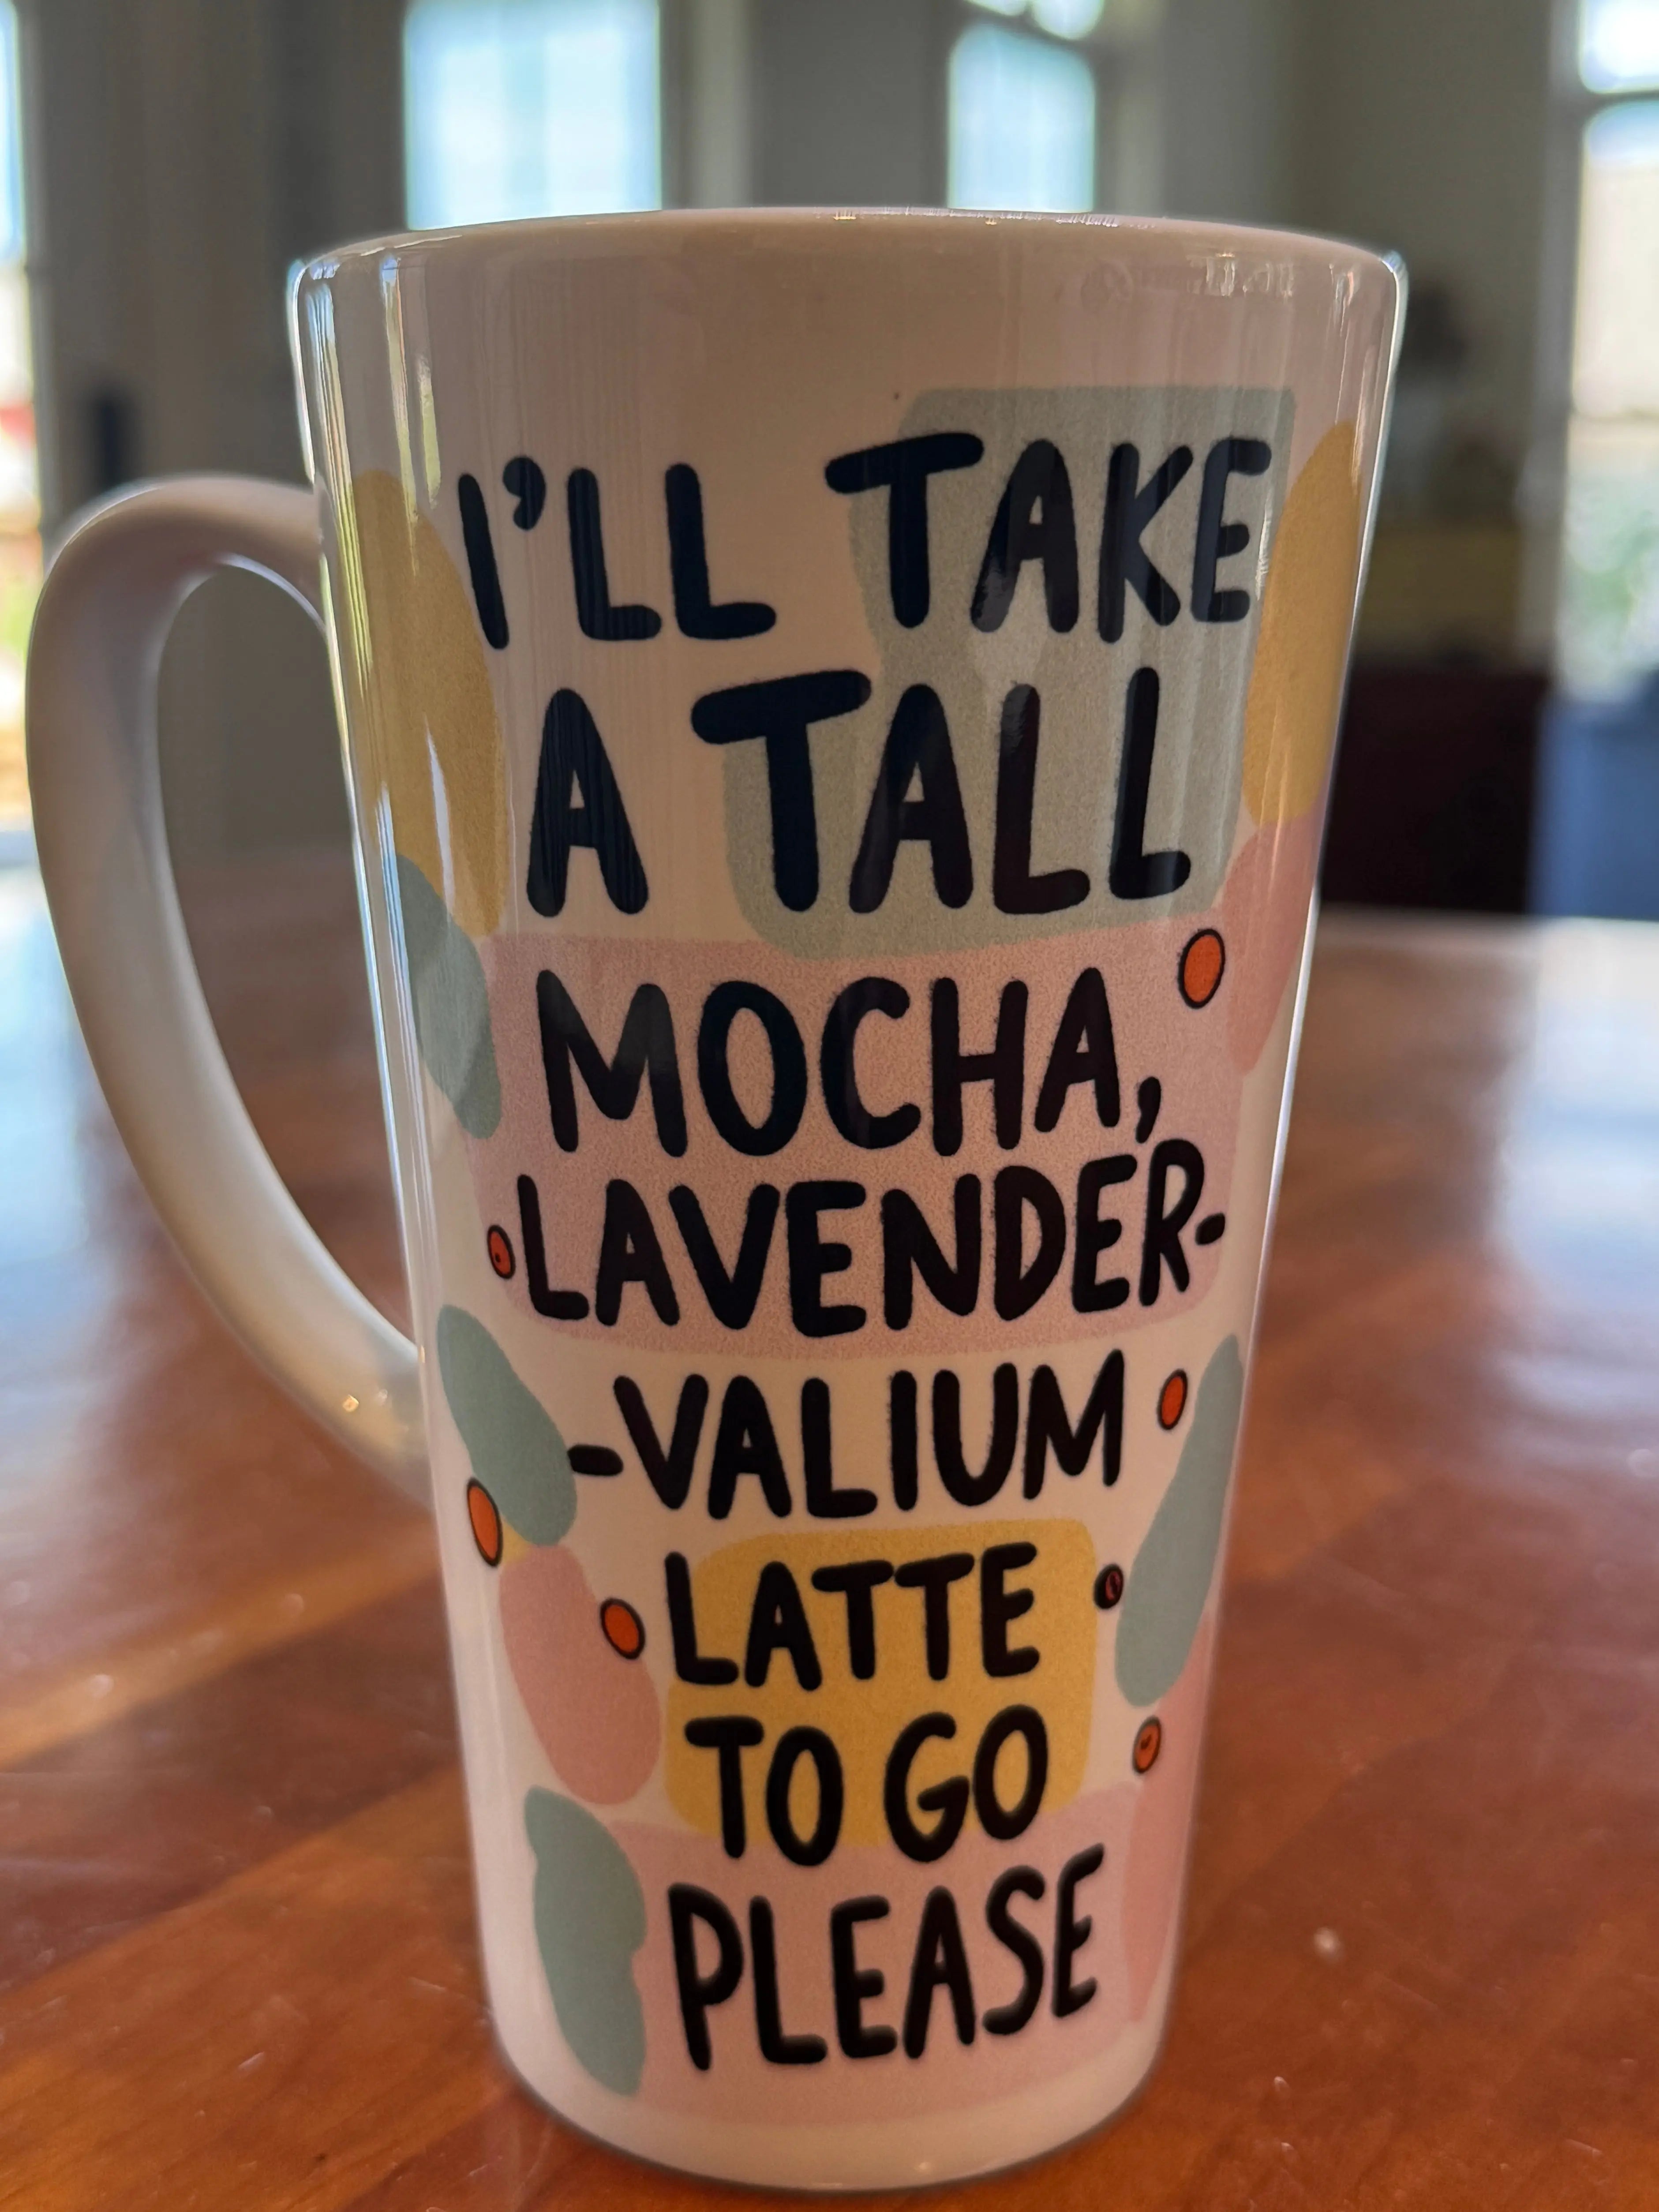 I'LL TAKE
A TALL
MOCHA,
LAVENDER-
-VALIUM
LATTE
TO GO
PLEASE